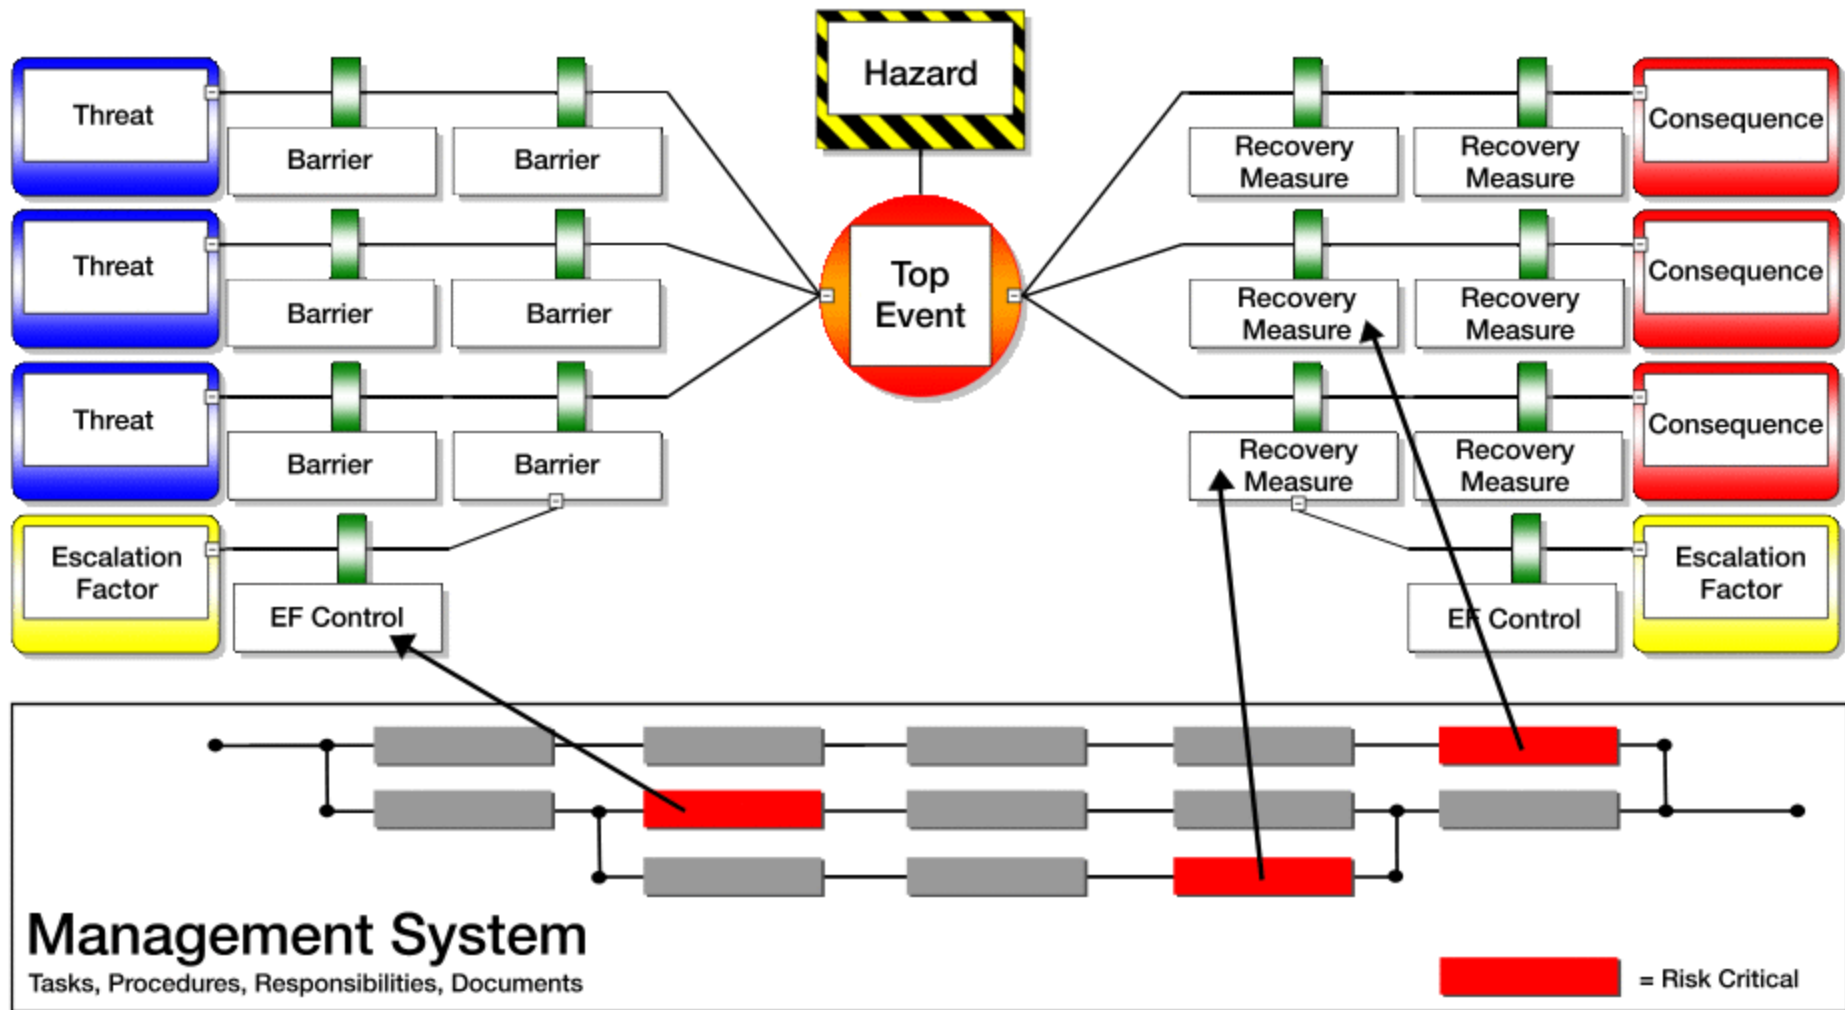 Hazard
Threat
Barrier
Barrier
Recovery
Measure
Recovery
Measure
Consequence
Threat
Barrier
Barrier
Top
Event
Recovery
Measure
Recovery
Measure
Consequence
Threat
Barrier
Barrier
Recovery
Measure
Recovery
Measure
Consequence
Escalation
Factor
EF Control
EF Control
Escalation
Factor
Management System
Tasks, Procedures, Responsibilities, Documents
= Risk Critical